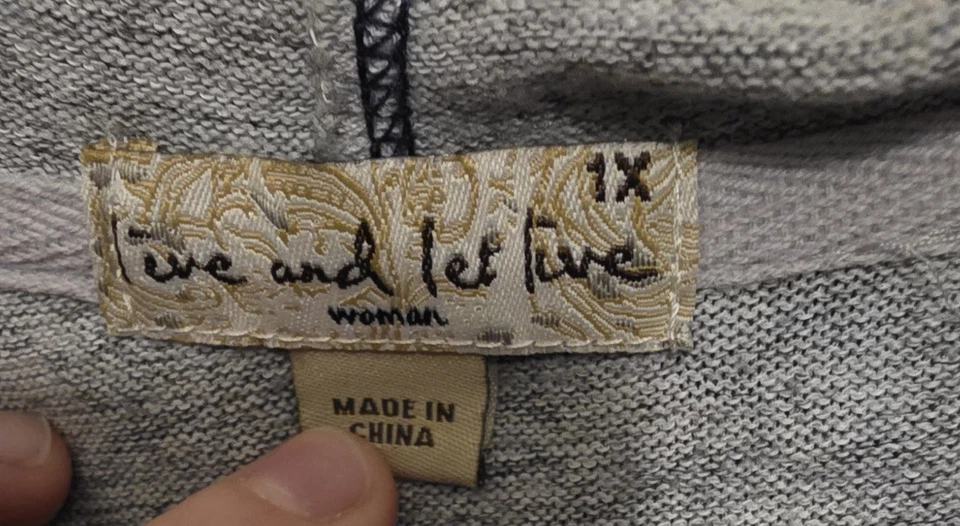 1X
live and let live
woman
MADE IN
CHINA